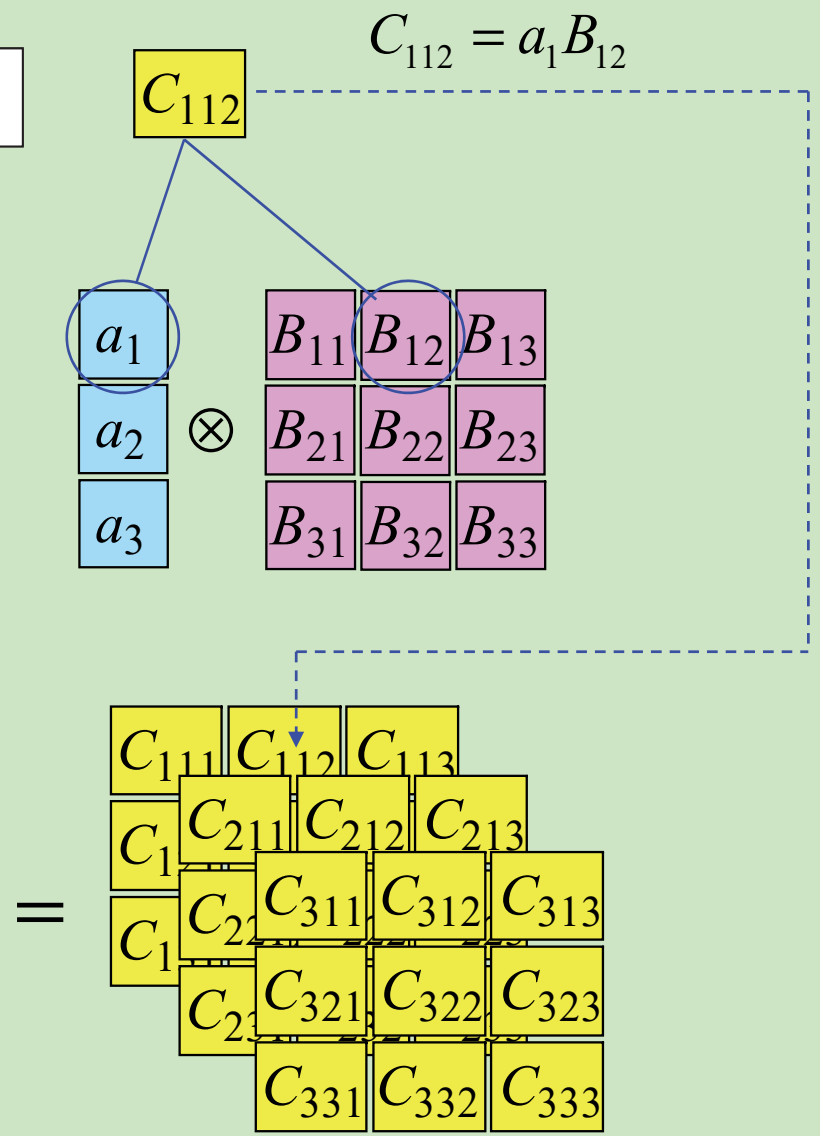 C₁₁₂ = a₁B₁₂
C₁₁₂
a₁ B₁₁ B₁₂ B₁₃
a₂ ⊗ B₂₁ B₂₂ B₂₃
a₃ B₃₁ B₃₂ B₃₃
C₁₁₁ C₁₁₂ C₁₁₃
C₂₁₁ C₂₁₂ C₂₁₃
=
C₃₁₁ C₃₁₂ C₃₁₃
C₃₂₁ C₃₂₂ C₃₂₃
C₃₃₁ C₃₃₂ C₃₃₃